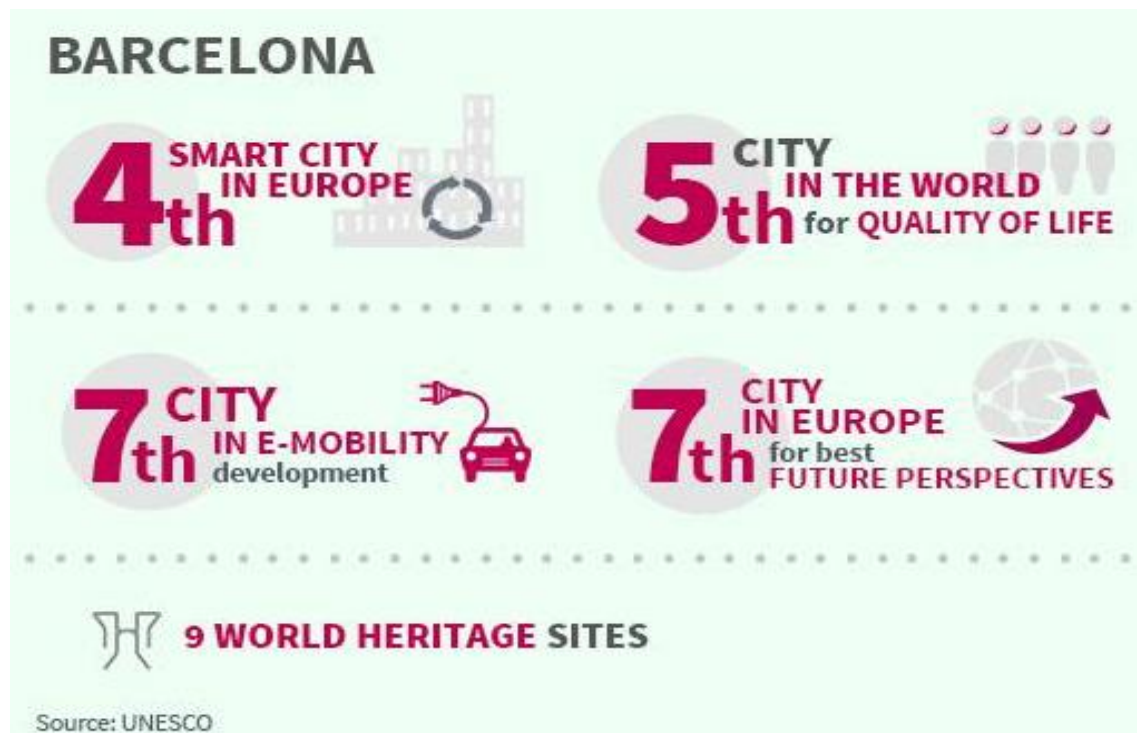 BARCELONA
4th
SMART CITY
IN EUROPE
5th
CITY
IN THE WORLD
for QUALITY OF LIFE
7th
CITY
IN E-MOBILITY
development
7th
CITY
IN EUROPE
for best
FUTURE PERSPECTIVES
9 WORLD HERITAGE SITES
Source: UNESCO